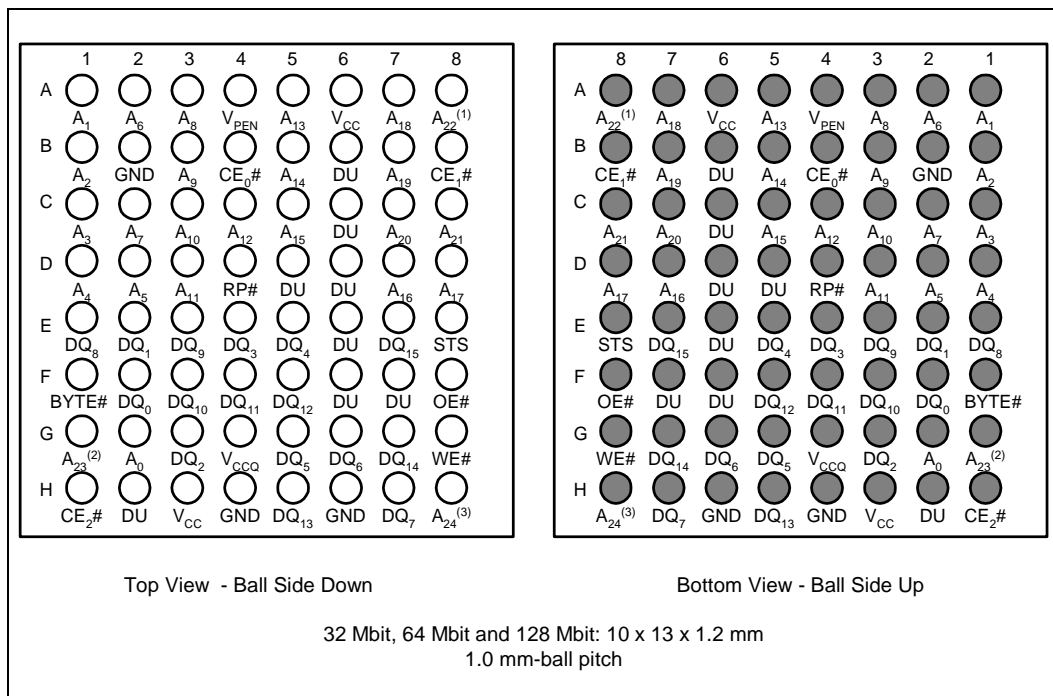 1 2 3 4 5 6 7 8
A
A1 A6 A8 VPEN A13 VCC A18 A22(1)
B
A2 GND A9 CE0# A14 DU A19 CE1#
C
A3 A7 A10 A12 A15 DU A20 A21
D
A4 A5 A11 RP# DU DU A16 A17
E
DQ8 DQ1 DQ9 DQ3 DQ4 DU DQ15 STS
F
BYTE# DQ0 DQ10 DQ11 DQ12 DU DU OE#
G
A23(2) A0 DQ2 VCCQ DQ5 DQ6 DQ14 WE#
H
CE2# DU VCC GND DQ13 GND DQ7 A24(3)
Top View - Ball Side Down
8 7 6 5 4 3 2 1
A
A22(1) A18 VCC A13 VPEN A8 A6 A1
B
CE1# A19 DU A14 CE0# A9 GND A2
C
A21 A20 DU A15 A12 A10 A7 A3
D
A17 A16 DU DU RP# A11 A5 A4
E
STS DQ15 DU DQ4 DQ3 DQ9 DQ1 DQ8
F
OE# DU DU DQ12 DQ11 DQ10 DQ0 BYTE#
G
WE# DQ14 DQ6 DQ5 VCCQ DQ2 A0 A23(2)
H
A24(3) DQ7 GND DQ13 GND VCC DU CE2#
Bottom View - Ball Side Up
32 Mbit, 64 Mbit and 128 Mbit: 10 x 13 x 1.2 mm
1.0 mm-ball pitch